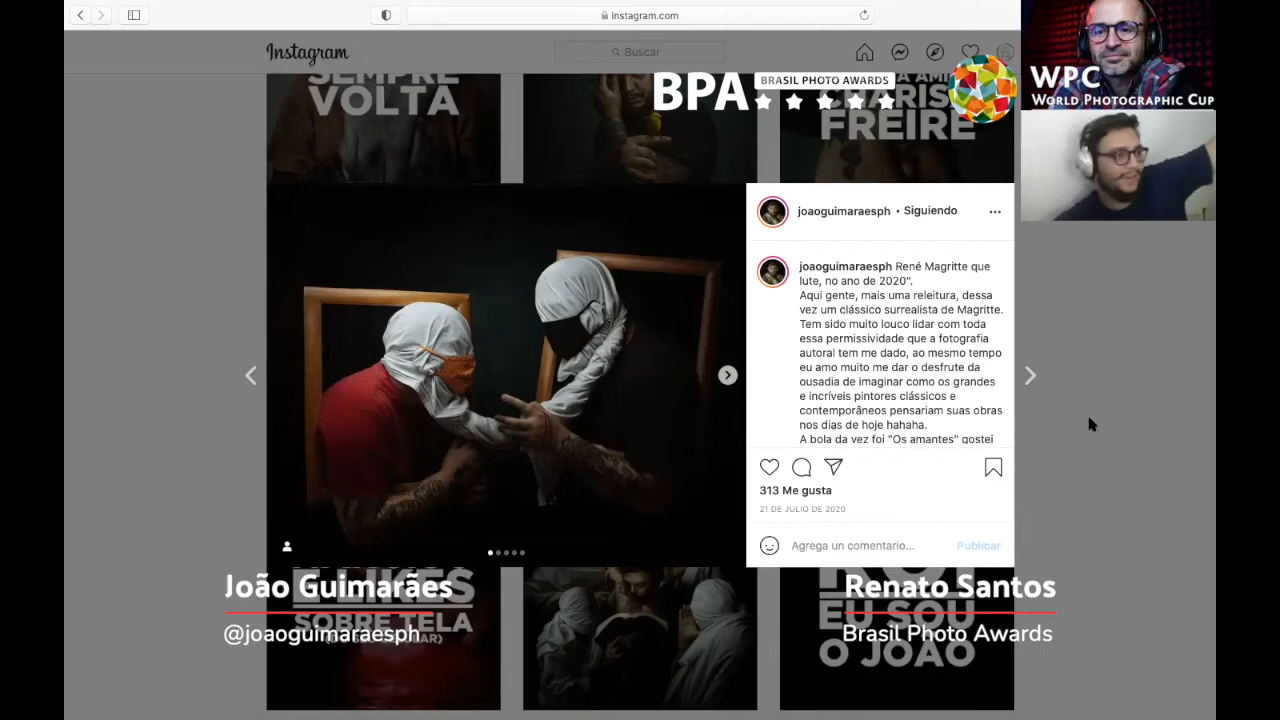 instagram.com
Instagram
Buscar
SEMPRE
VOLTA
BPA
BRASIL PHOTO AWARDS
FREIRE
WPC
WORLD PHOTOGRAPHIC CUP
joaoguimaraesph • Siguiendo
joaoguimaraesph René Magritte que
lute, no ano de 2020".
Aqui gente, mais uma releitura, dessa
vez um clássico surrealista de Magritte.
Tem sido muito louco lidar com toda
essa permissividade que a fotografia
autoral tem me dado, ao mesmo tempo
eu amo muito me dar o desfrute da
ousadia de imaginar como os grandes
e incríveis pintores clássicos e
contemporâneos pensariam suas obras
nos dias de hoje hahaha.
A bola da vez foi "Os amantes" gostei
313 Me gusta
21 DE JULIO DE 2020
Agrega un comentario... Publicar
E LIKES
SOBRE TELA
João Guimarães
@joaoguimaraesph
EU SOU
O JOÃO
Renato Santos
Brasil Photo Awards